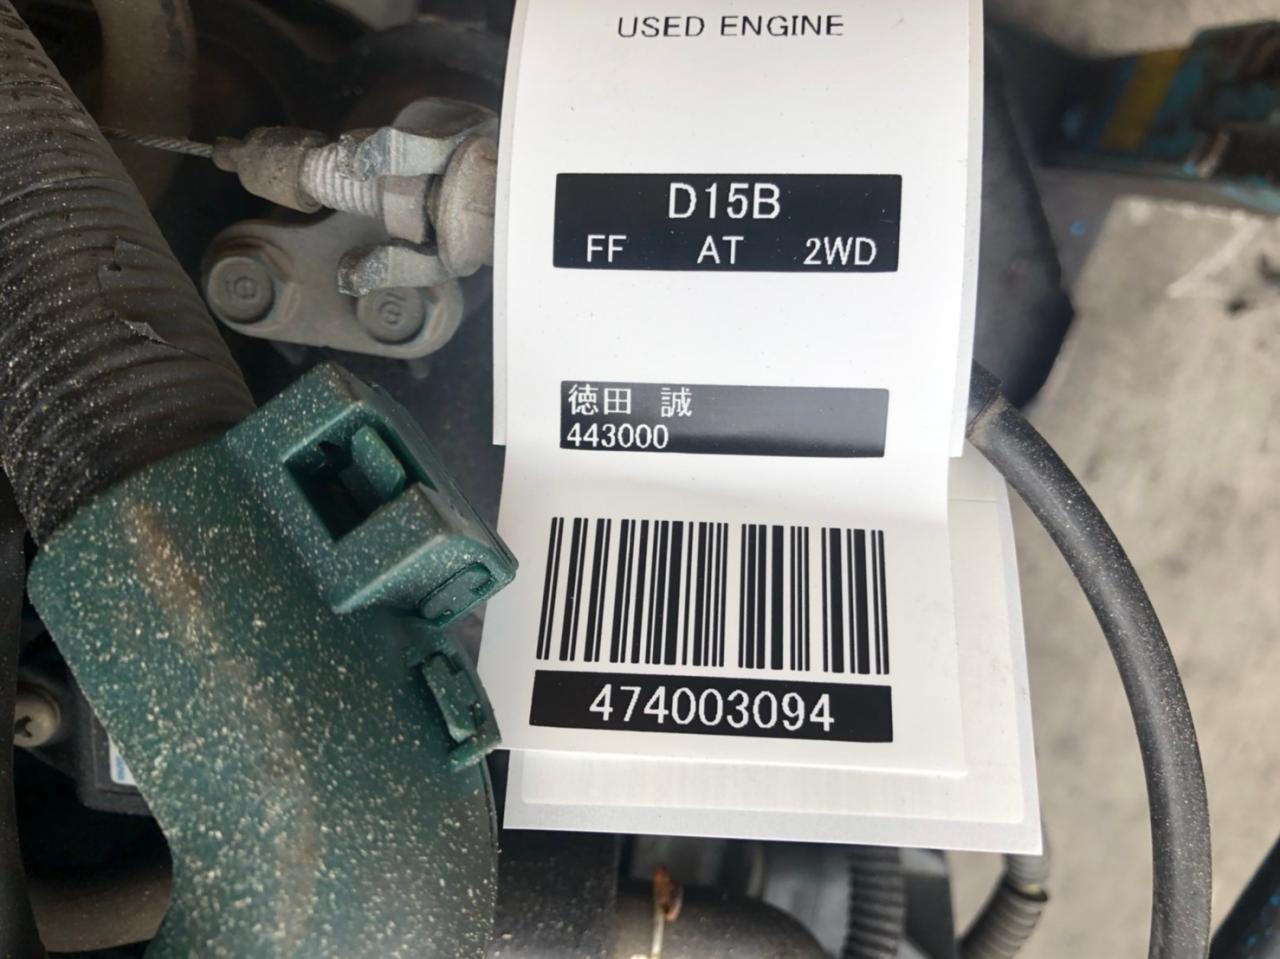 USED ENGINE
D15B
FF AT 2WD
徳田 誠
443000
474003094